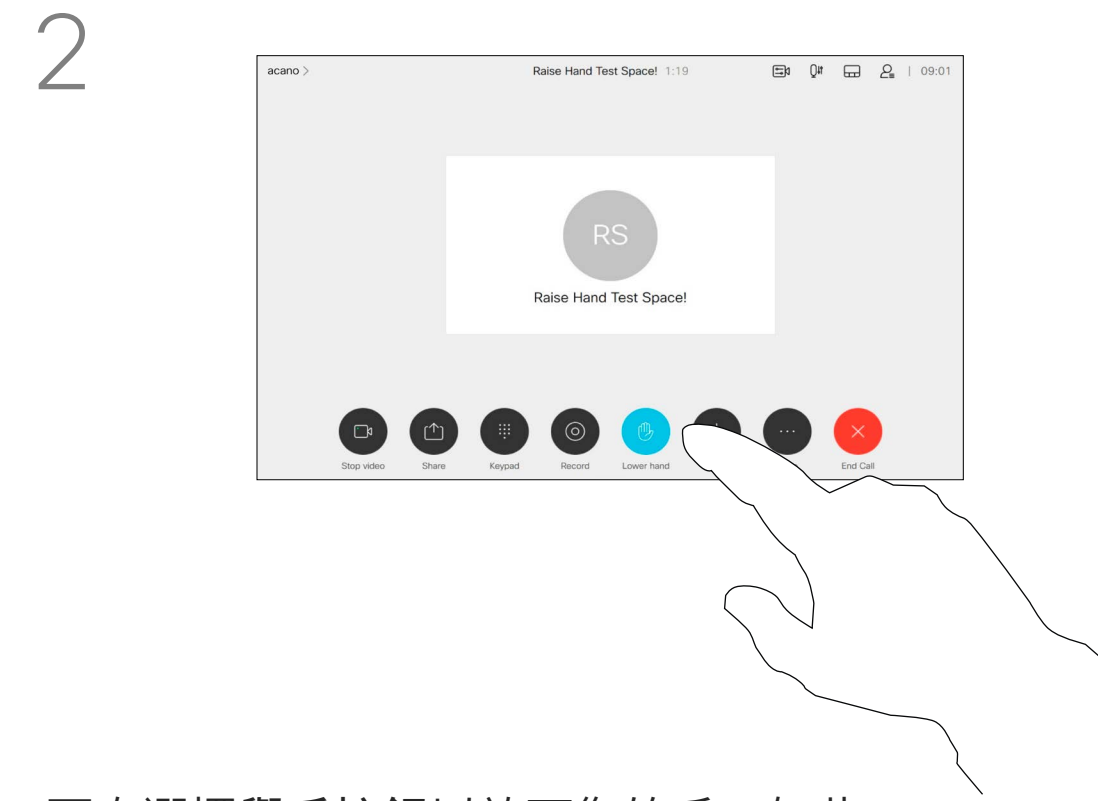 2
acano >
Raise Hand Test Space! 1:19
| 09:01
RS
Raise Hand Test Space!
Stop video
Share
Keypad
Record
Lower hand
End Call